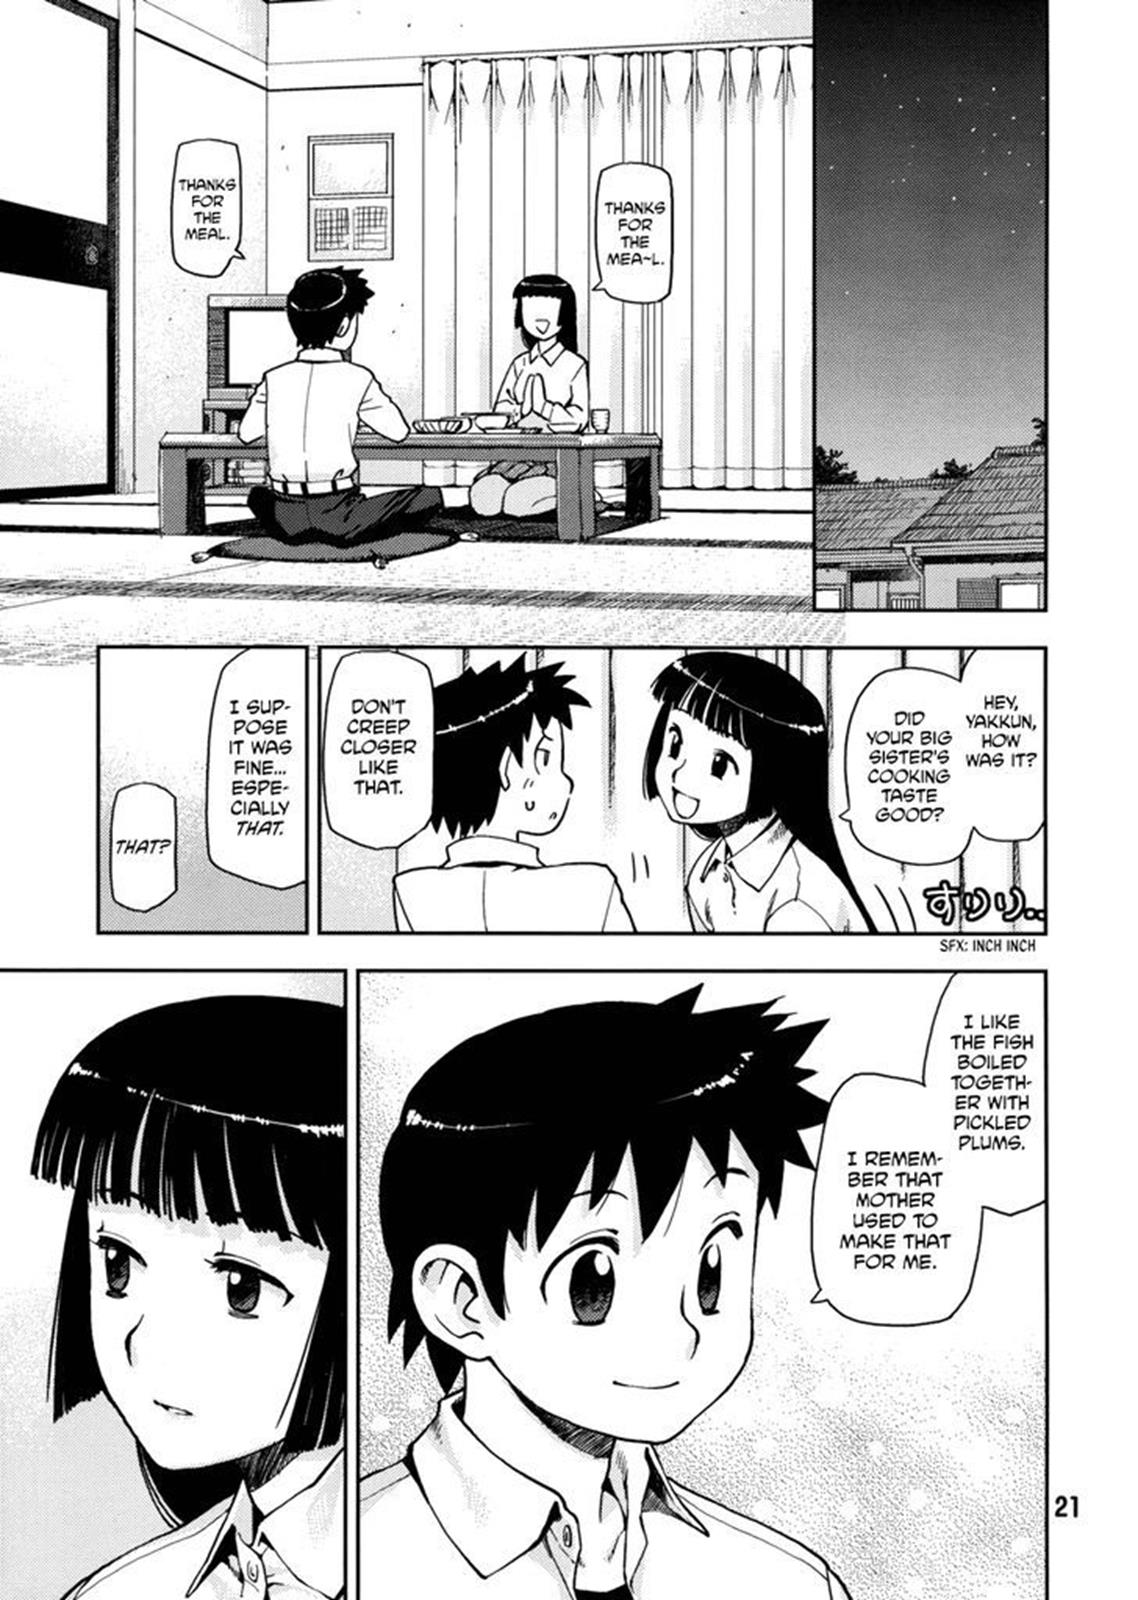 THANKS
FOR
THE
MEA~L.
THANKS
FOR
THE
MEAL.
HEY,
YAKKUN,
HOW
WAS IT?
DID
YOUR BIG
SISTER'S
COOKING
TASTE
GOOD?
すりり..
SFX: INCH INCH
DON'T
CREEP
CLOSER
LIKE
THAT.
I SUP-
POSE IT
WAS
FINE...
ESPE-
CIALLY
THAT.
THAT?
I LIKE
THE FISH
BOILED
TOGETH-
ER WITH
PICKLED
PLUMS.
I REMEM-
BER THAT
MOTHER
USED TO
MAKE THAT
FOR ME.
21